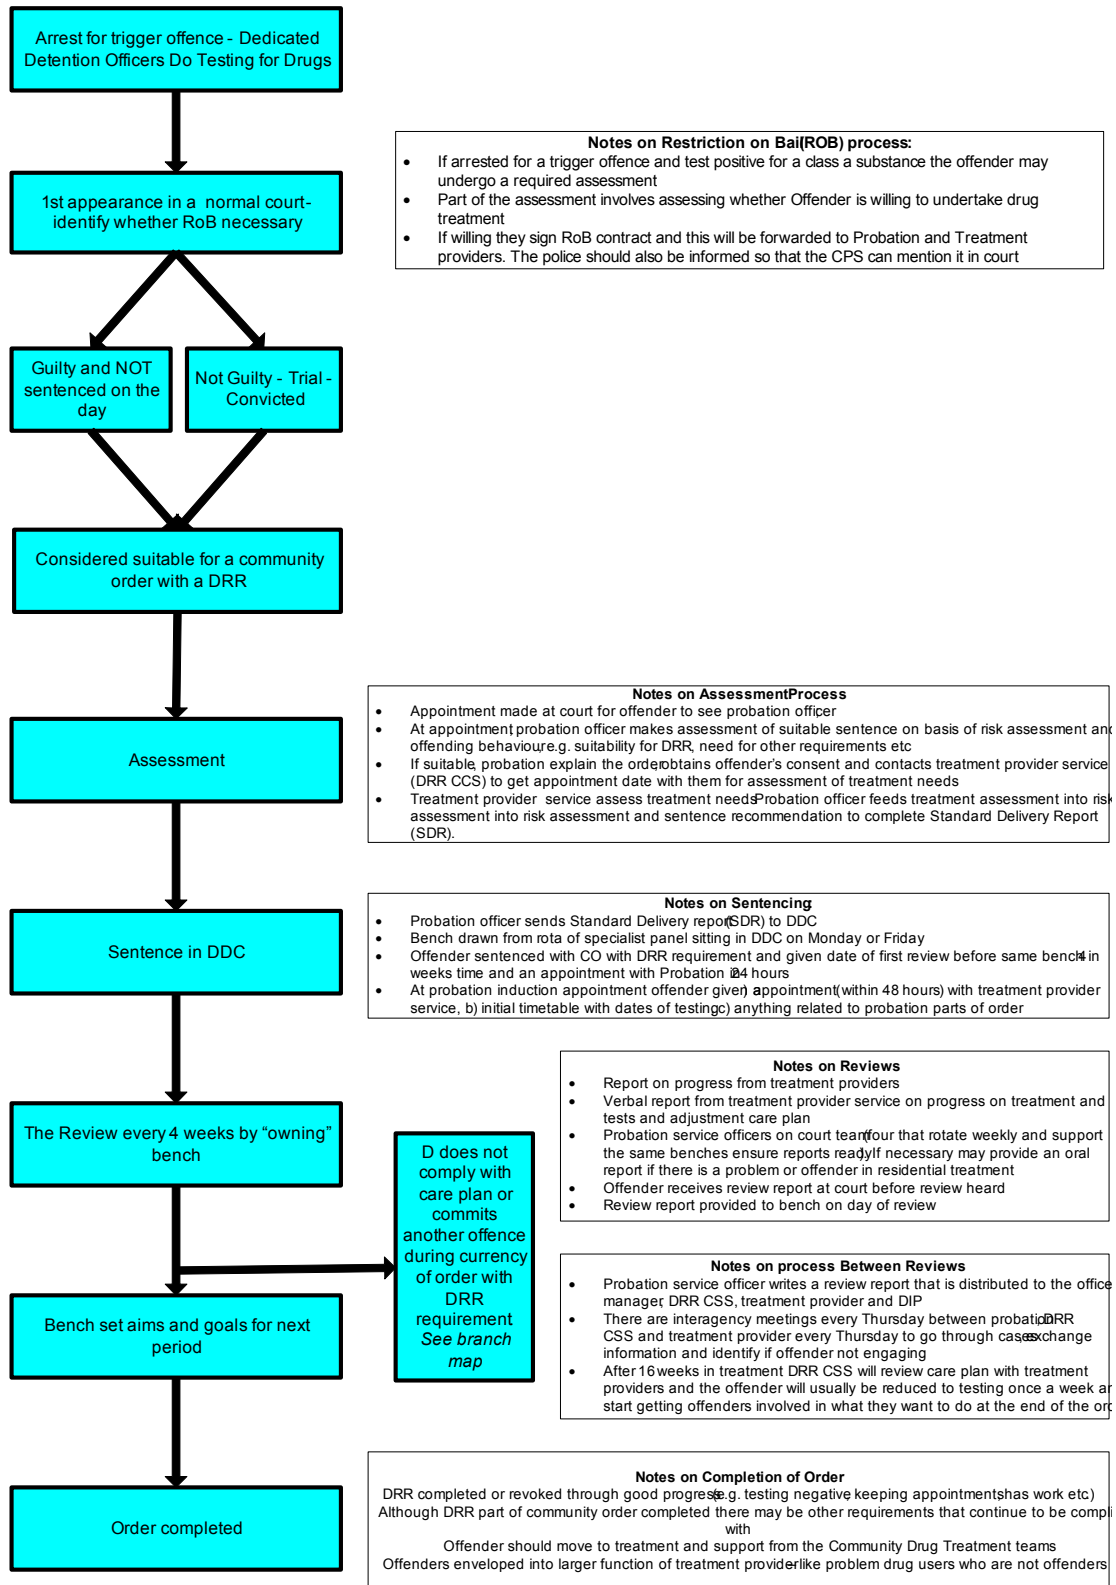 Arrest for trigger offence - Dedicated
Detention Officers Do Testing for Drugs
Notes on Restriction on Bail (ROB) process:
• If arrested for a trigger offence and test positive for a class a substance the offender may
undergo a required assessment
• Part of the assessment involves assessing whether Offender is willing to undertake drug
treatment
• If willing they sign RoB contract and this will be forwarded to Probation and Treatment
providers. The police should also be informed so that the CPS can mention it in court
1st appearance in a normal court-
identify whether RoB necessary
Guilty and NOT
sentenced on the
day
Not Guilty - Trial -
Convicted
Considered suitable for a community
order with a DRR
Notes on Assessment Process
• Appointment made at court for offender to see probation officer.
• At appointment, probation officer makes assessment of suitable sentence on basis of risk assessment and
offending behaviour, e.g. suitability for DRR, need for other requirements etc
• If suitable, probation explain the order, obtains offender's consent and contacts treatment provider service
(DRR CCS) to get appointment date with them for assessment of treatment needs
• Treatment provider service assess treatment needs. Probation officer feeds treatment assessment into risk
assessment into risk assessment and sentence recommendation to complete Standard Delivery Report
(SDR).
Assessment
Notes on Sentencing:
• Probation officer sends Standard Delivery report (SDR) to DDC
• Bench drawn from rota of specialist panel sitting in DDC on Monday or Friday
• Offender sentenced with CO with DRR requirement and given date of first review before same bench in 4
weeks time and an appointment with Probation in 24 hours
• At probation induction appointment offender given a) appointment (within 48 hours) with treatment provider
service, b) initial timetable with dates of testing, c) anything related to probation parts of order
Sentence in DDC
Notes on Reviews
• Report on progress from treatment providers
• Verbal report from treatment provider service on progress on treatment and
tests and adjustment care plan
• Probation service officers on court team (four that rotate weekly and support
the same benches ensure reports ready). If necessary may provide an oral
report if there is a problem or offender in residential treatment
• Offender receives review report at court before review heard
• Review report provided to bench on day of review
The Review every 4 weeks by "owning"
bench
D does not
comply with
care plan or
commits
another offence
during currency
of order with
DRR
requirement
See branch
map
Notes on process Between Reviews
• Probation service officer writes a review report that is distributed to the office
manager, DRR CSS, treatment provider and DIP
• There are interagency meetings every Thursday between probation, DRR
CSS and treatment provider every Thursday to go through cases, exchange
information and identify if offender not engaging
• After 16 weeks in treatment DRR CSS will review care plan with treatment
providers and the offender will usually be reduced to testing once a week an
start getting offenders involved in what they want to do at the end of the ord
Bench set aims and goals for next
period
Notes on Completion of Order
DRR completed or revoked through good progress (e.g. testing negative, keeping appointments, has work etc.)
Although DRR part of community order completed there may be other requirements that continue to be compli
with
Offender should move to treatment and support from the Community Drug Treatment teams
Offenders enveloped into larger function of treatment provider – like problem drug users who are not offenders
Order completed